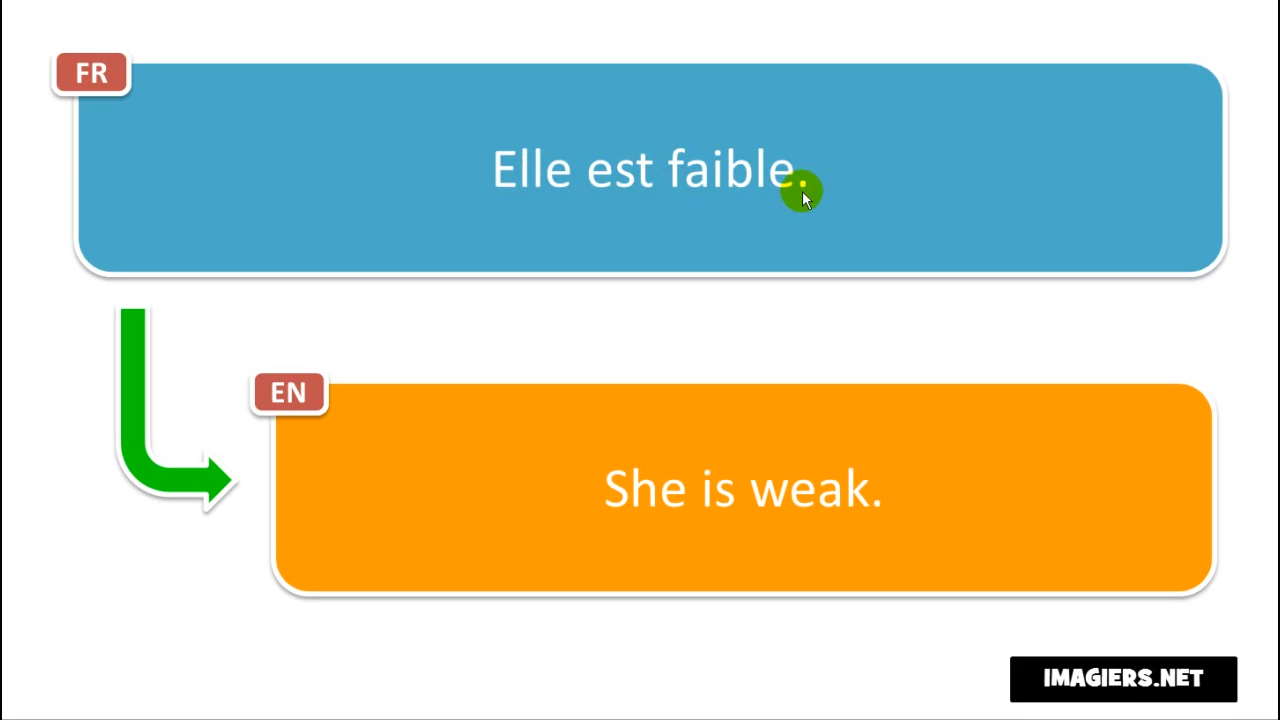 FR
Elle est faible.
EN
She is weak.
IMAGIERS.NET